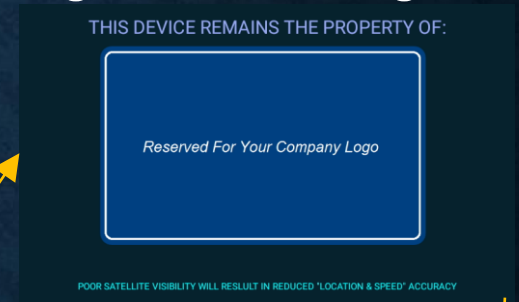 THIS DEVICE REMAINS THE PROPERTY OF:
Reserved For Your Company Logo
POOR SATELLITE VISIBILITY WILL RESLULT IN REDUCED "LOCATION & SPEED" ACCURACY